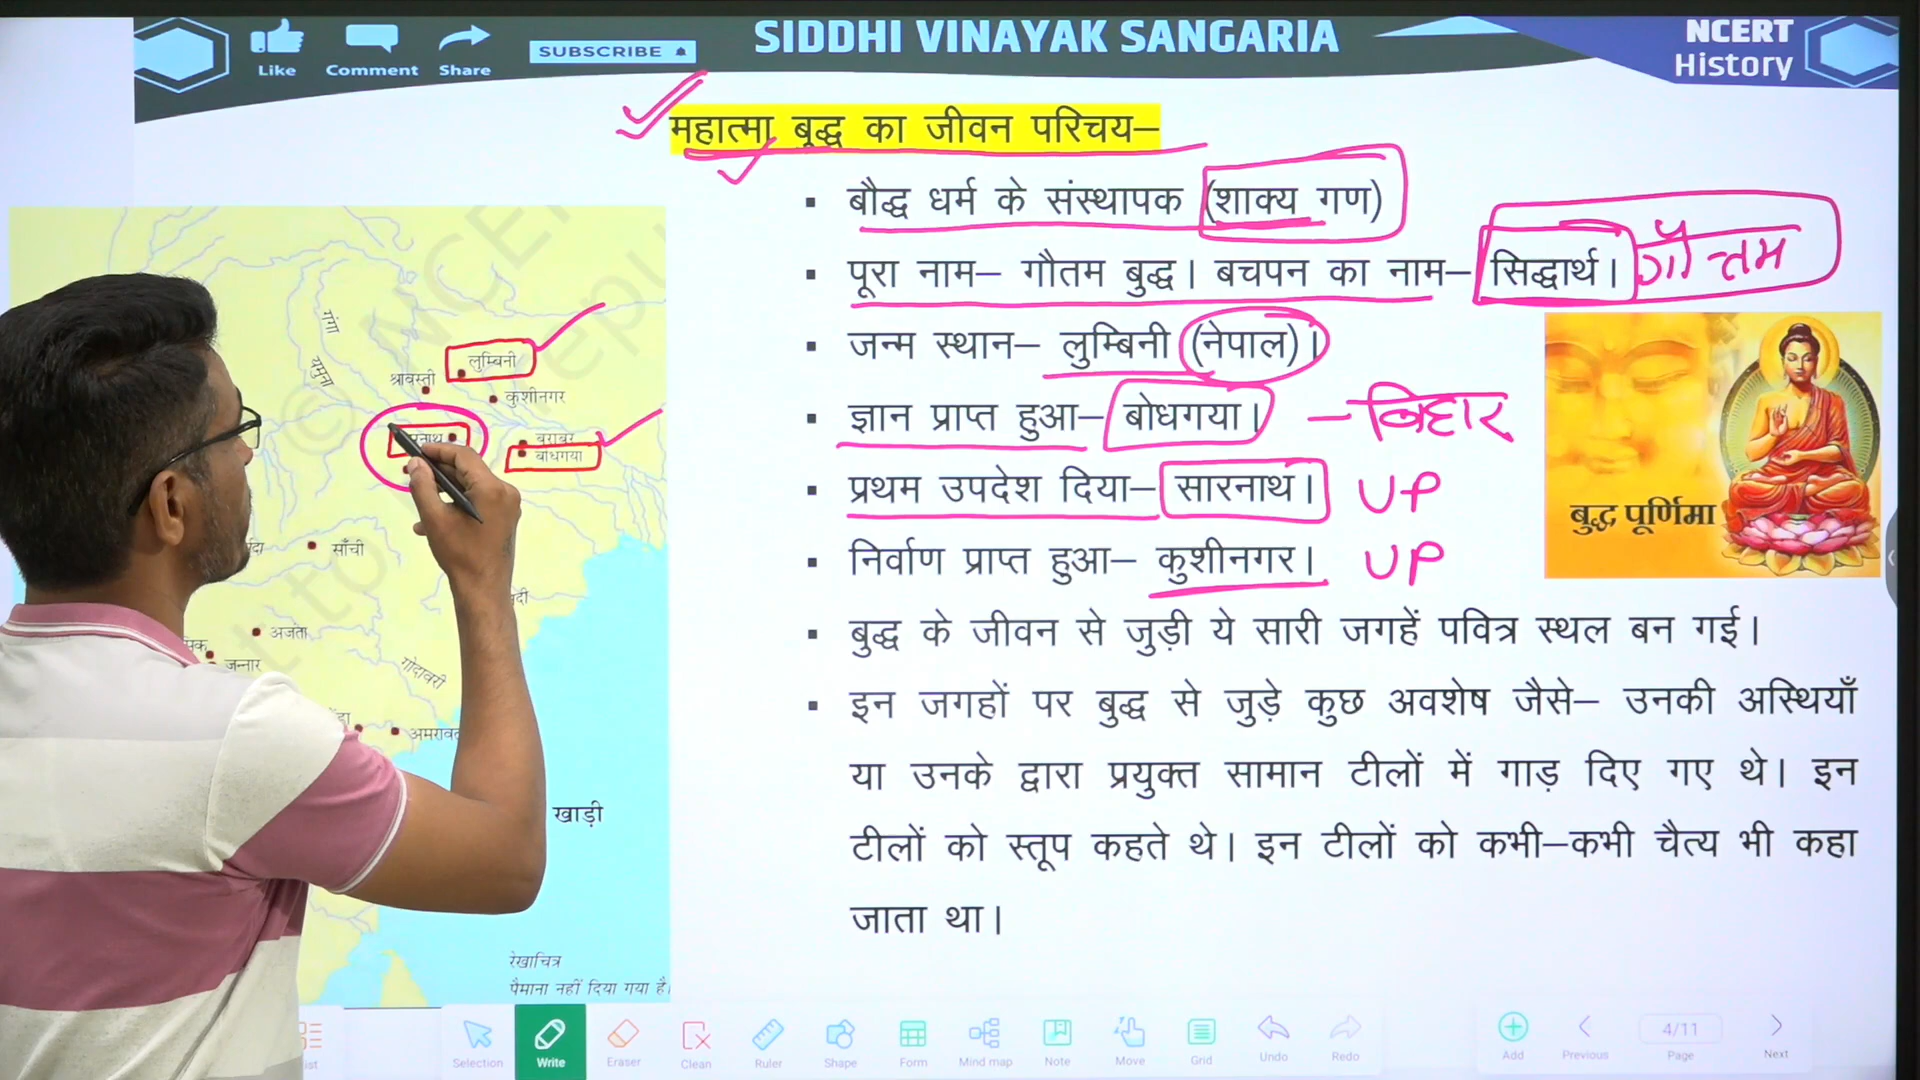 SIDDHI VINAYAK SANGARIA
NCERT
History
Like
Comment
Share
SUBSCRIBE
महात्मा बुद्ध का जीवन परिचय–
▪ बौद्ध धर्म के संस्थापक (शाक्य गण)
▪ पूरा नाम– गौतम बुद्ध। बचपन का नाम– सिद्धार्थ। गौतम
▪ जन्म स्थान– लुम्बिनी (नेपाल)।
▪ ज्ञान प्राप्त हुआ– बोधगया। – बिहार
▪ प्रथम उपदेश दिया– सारनाथ। UP
▪ निर्वाण प्राप्त हुआ– कुशीनगर। UP
▪ बुद्ध के जीवन से जुड़ी ये सारी जगहें पवित्र स्थल बन गई।
▪ इन जगहों पर बुद्ध से जुड़े कुछ अवशेष जैसे– उनकी अस्थियाँ
या उनके द्वारा प्रयुक्त सामान टीलों में गाड़ दिए गए थे। इन
टीलों को स्तूप कहते थे। इन टीलों को कभी–कभी चैत्य भी कहा
जाता था।
बुद्ध पूर्णिमा
गंगा
यमुना
लुम्बिनी
श्रावस्ती
कुशीनगर
बराबर
बोधगया
साँची
अजंता
जुन्नार
गोदावरी
खाड़ी
रेखाचित्र
पैमाना नहीं दिया गया है।
Selection
Write
Eraser
Clean
Ruler
Shape
Form
Mind map
Note
Move
Grid
Undo
Redo
Add
Previous
4/11
Page
Next